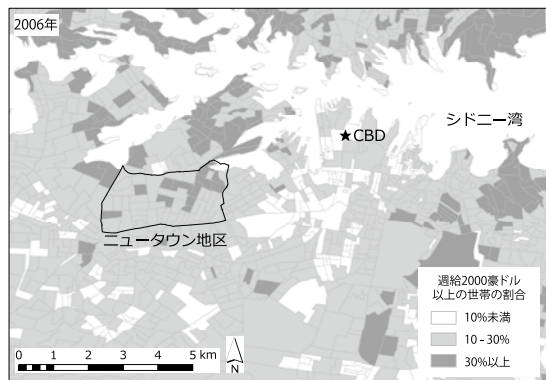 2006年
★CBD
シドニー湾
ニュータウン地区
週給2000豪ドル
以上の世帯の割合
10%未満
10-30%
30%以上
0 1 2 3 4 5 km
N